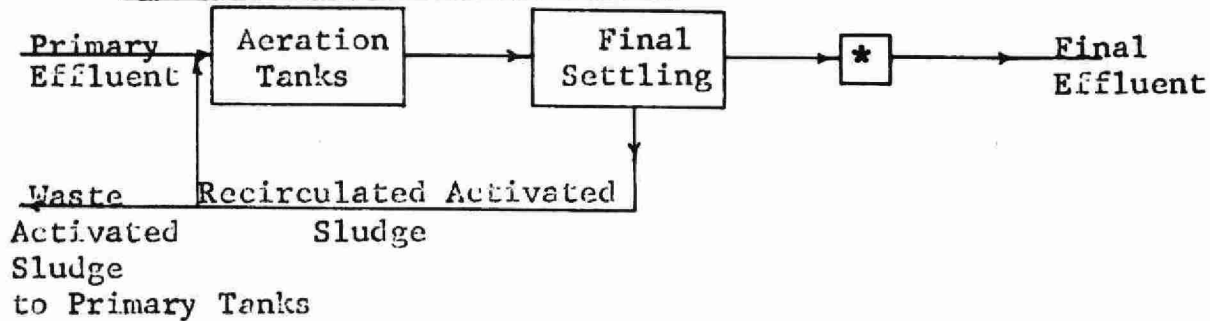 Primary
Effluent
Aeration
Tanks
Final
Settling
*
Final
Effluent
Waste
Activated
Sludge
to Primary Tanks
Recirculated Activated
Sludge